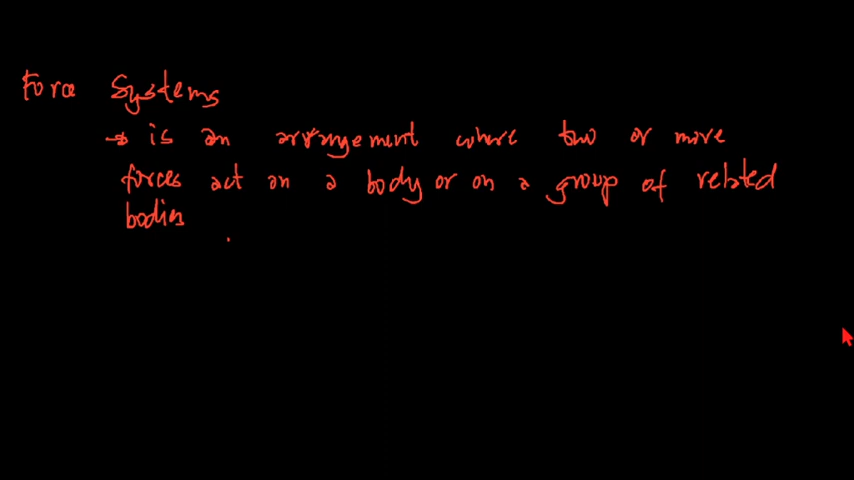 Force Systems
→ is an arrangement where two or more
forces act on a body or on a group of related
bodies